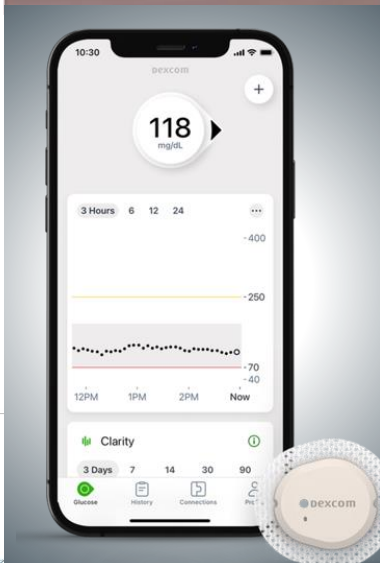 10:30
Dexcom
118
mg/dL
+
3 Hours 6 12 24 ...
-400
-250
-70
-40
12PM 1PM 2PM Now
Clarity
3 Days 7 14 30 90
Glucose History Connections
Dexcom